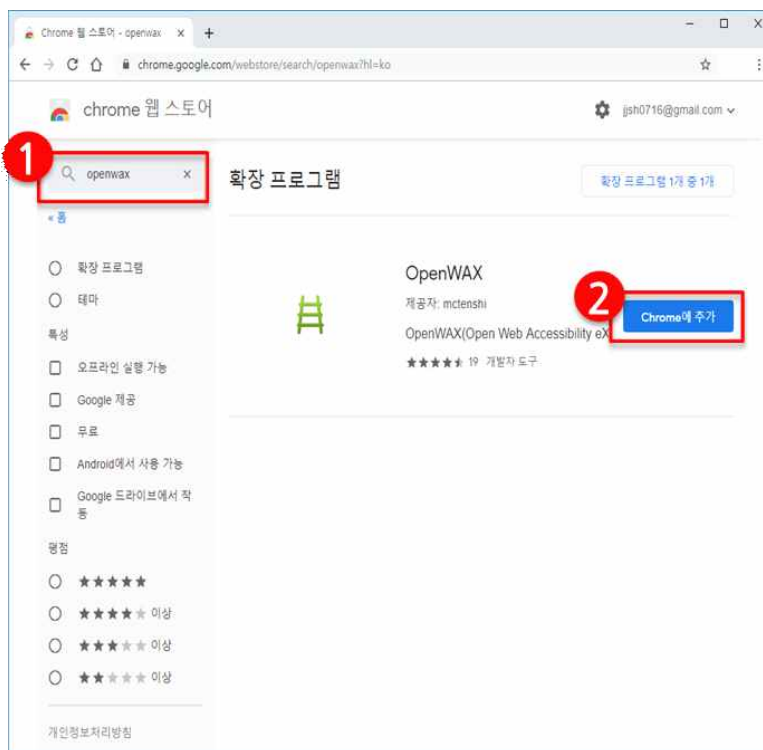 Chrome 웹 스토어 - openwax
chrome.google.com/webstore/search/openwax?hl=ko
chrome 웹 스토어
jjsh0716@gmail.com
1
openwax
확장 프로그램
확장 프로그램 1개 중 1개
« 홈
확장 프로그램
테마
특성
오프라인 실행 가능
Google 제공
무료
Android에서 사용 가능
Google 드라이브에서 작
동
평점
이상
이상
이상
개인정보처리방침
OpenWAX
제공자: mctenshi
OpenWAX(Open Web Accessibility eX
19 개발자 도구
2
Chrome에 추가